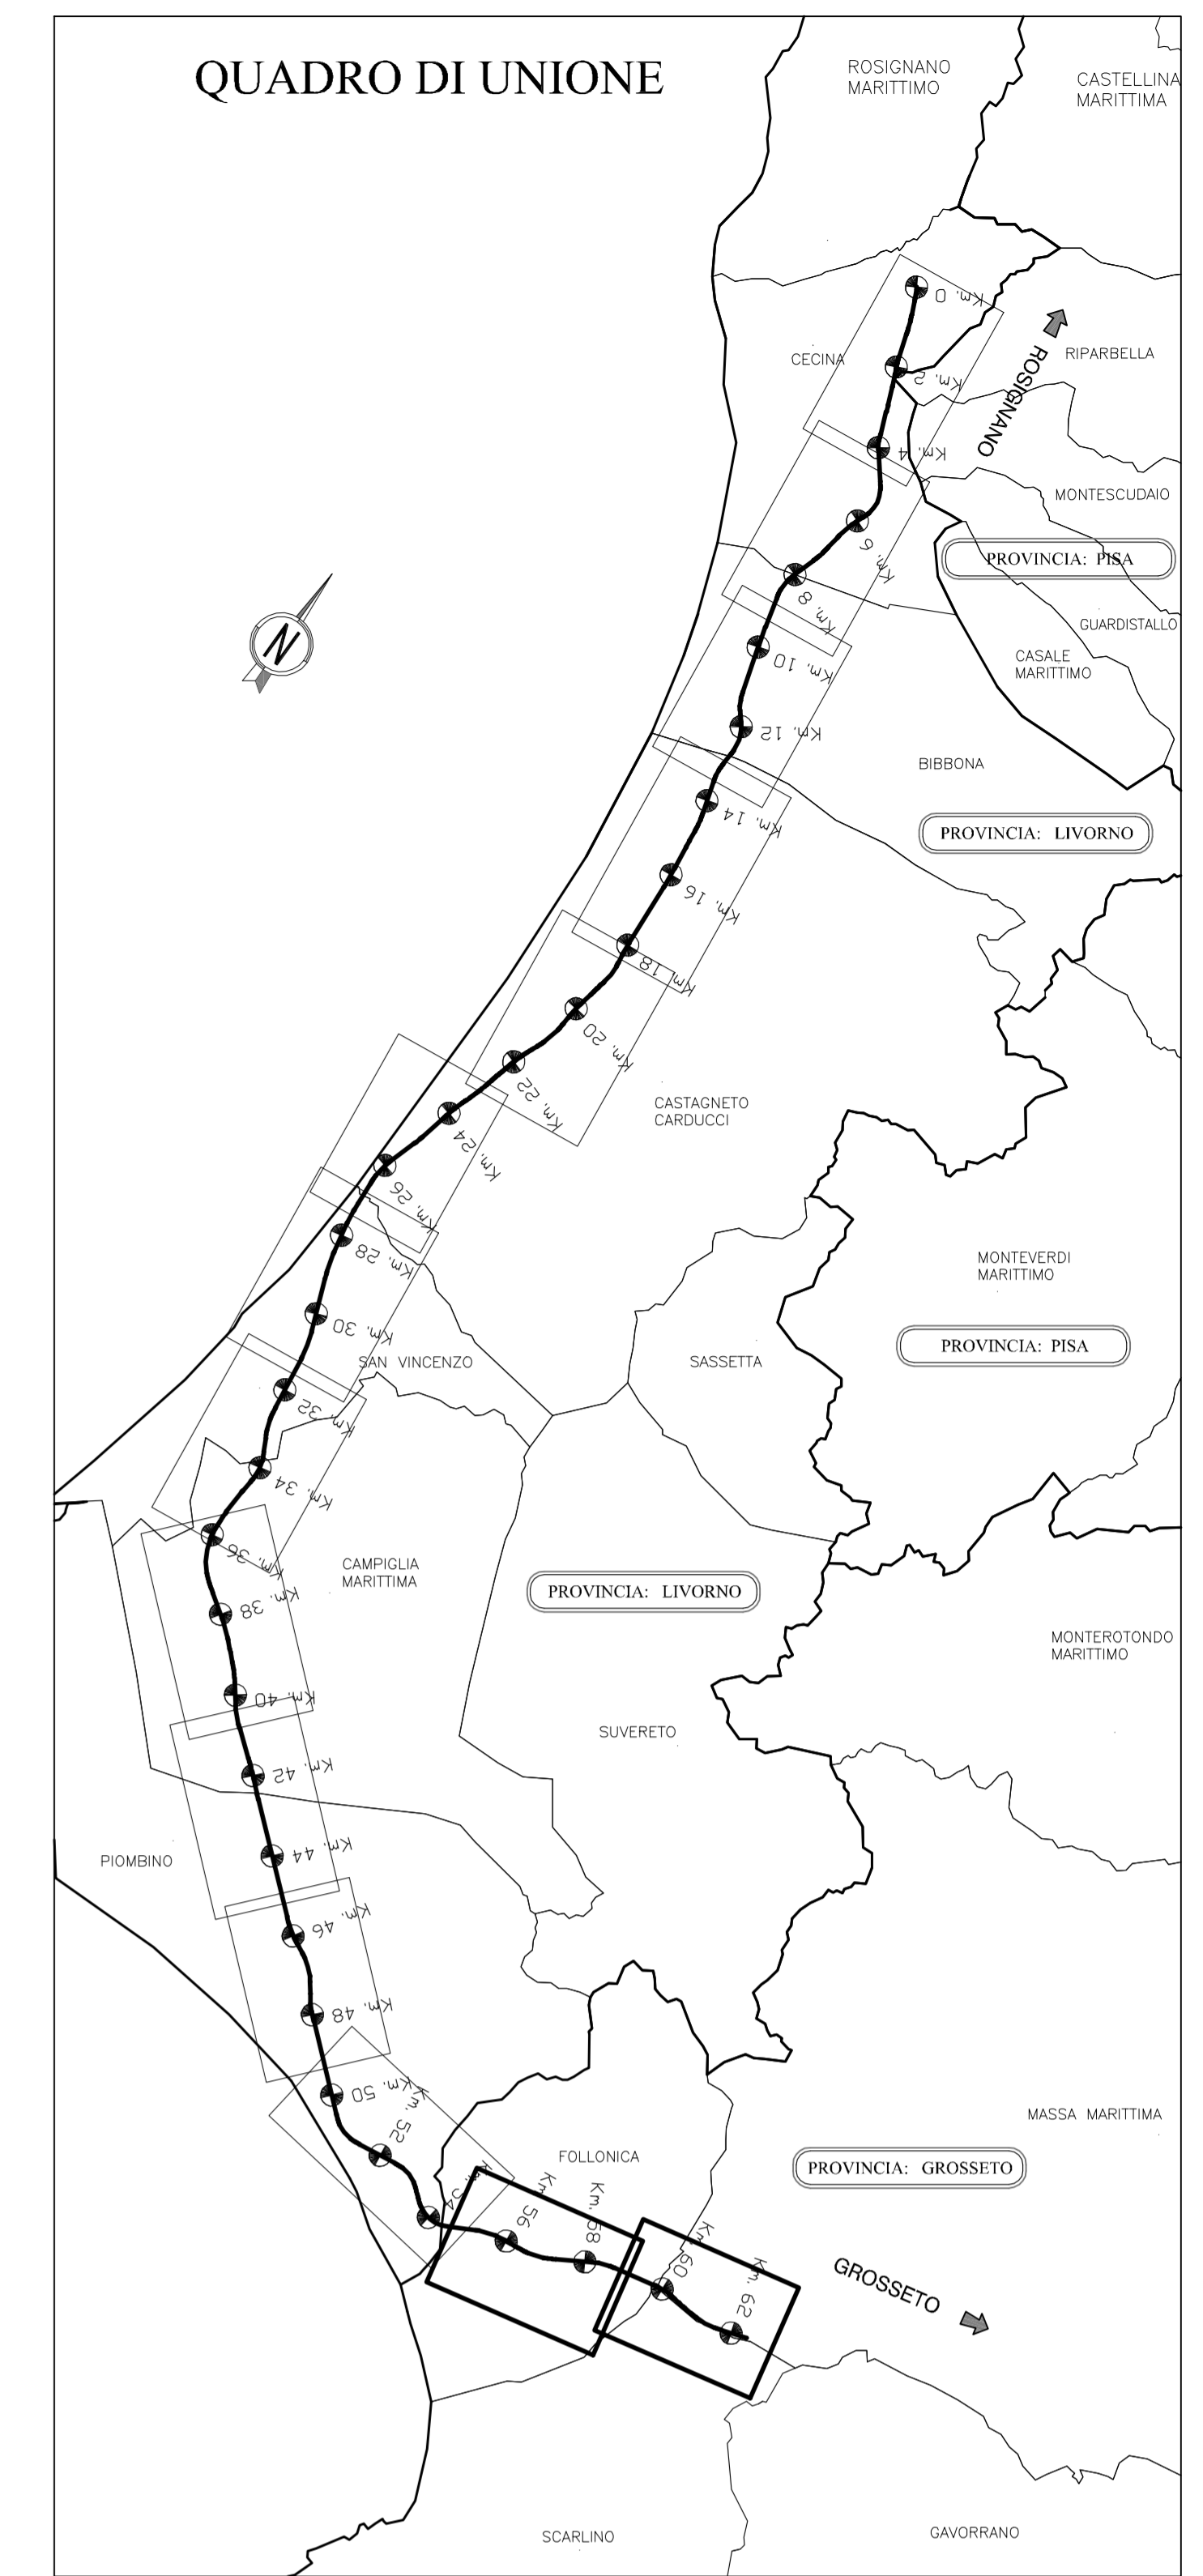 QUADRO DI UNIONE
ROSIGNANO
MARITTIMO
CASTELLINA
MARITTIMA
Km. 0
CECINA
Km. 2
ROSIGNANO
RIPARBELLA
Km. 4
MONTESCUDAIO
Km. 6
PROVINCIA: PISA
Km. 8
GUARDISTALLO
N
CASALE
MARITTIMO
Km. 10
Km. 12
BIBBONA
Km. 14
PROVINCIA: LIVORNO
Km. 16
Km. 18
Km. 20
Km. 22
CASTAGNETO
CARDUCCI
Km. 24
Km. 26
Km. 28
MONTEVERDI
MARITTIMO
Km. 30
PROVINCIA: PISA
SAN VINCENZO
SASSETTA
Km. 32
Km. 34
Km. 36
CAMPIGLIA
MARITTIMA
PROVINCIA: LIVORNO
Km. 38
MONTEROTONDO
MARITTIMO
Km. 40
SUVERETO
Km. 42
Km. 44
PIOMBINO
Km. 46
Km. 48
Km. 50
Km. 52
MASSA MARITTIMA
FOLLONICA
PROVINCIA: GROSSETO
Km. 54
Km. 56
Km. 58
Km. 60
Km. 62
GROSSETO
SCARLINO
GAVORRANO